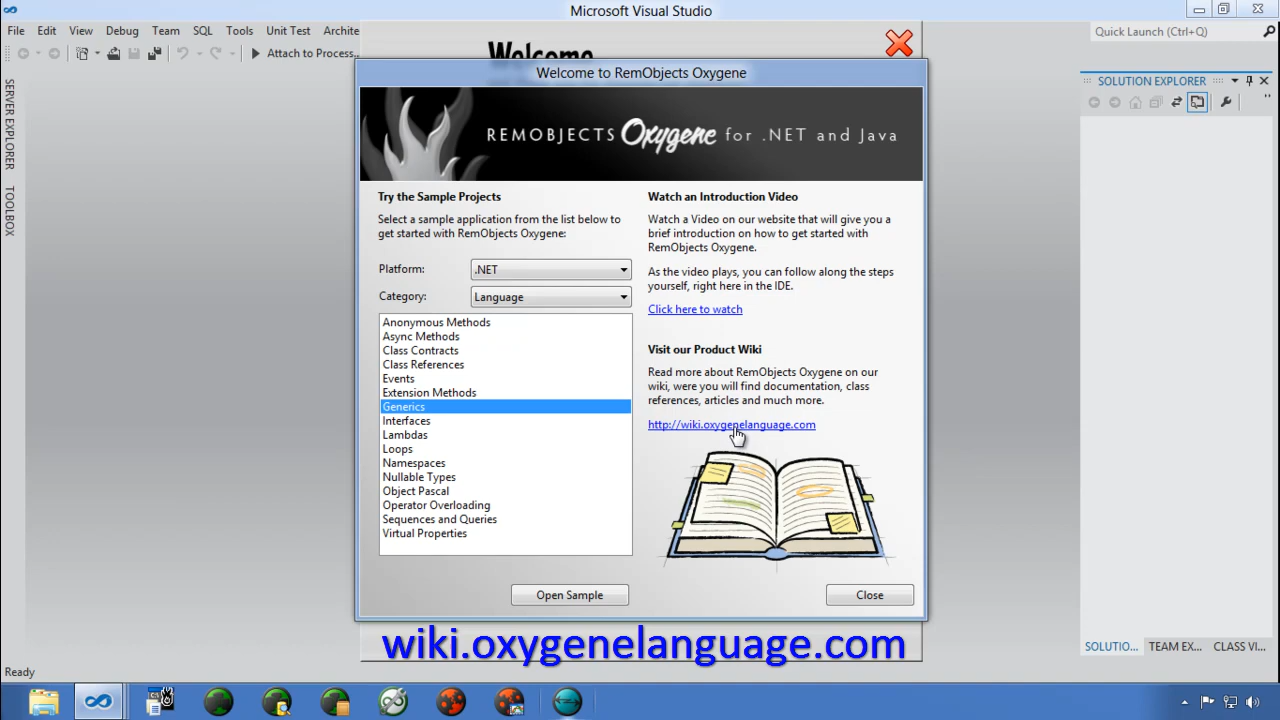 Microsoft Visual Studio
File Edit View Debug Team SQL Tools Unit Test Archite
Quick Launch (Ctrl+Q)
Attach to Process..
Welcome
SERVER EXPLORER
TOOLBOX
SOLUTION EXPLORER
Welcome to RemObjects Oxygene
REMOBJECTS Oxygene for .NET and Java
Try the Sample Projects
Select a sample application from the list below to
get started with RemObjects Oxygene:
Platform: .NET
Category: Language
Anonymous Methods
Async Methods
Class Contracts
Class References
Events
Extension Methods
Generics
Interfaces
Lambdas
Loops
Namespaces
Nullable Types
Object Pascal
Operator Overloading
Sequences and Queries
Virtual Properties
Open Sample
Watch an Introduction Video
Watch a Video on our website that will give you a
brief introduction on how to get started with
RemObjects Oxygene.
As the video plays, you can follow along the steps
yourself, right here in the IDE.
Click here to watch
Visit our Product Wiki
Read more about RemObjects Oxygene on our
wiki, were you will find documentation, class
references, articles and much more.
http://wiki.oxygenelanguage.com
Close
wiki.oxygenelanguage.com
SOLUTIO... TEAM EX... CLASS VI...
Ready